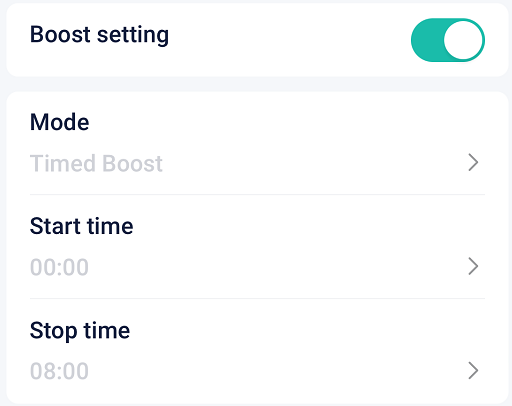 Boost setting
Mode
Timed Boost
Start time
00:00
Stop time
08:00